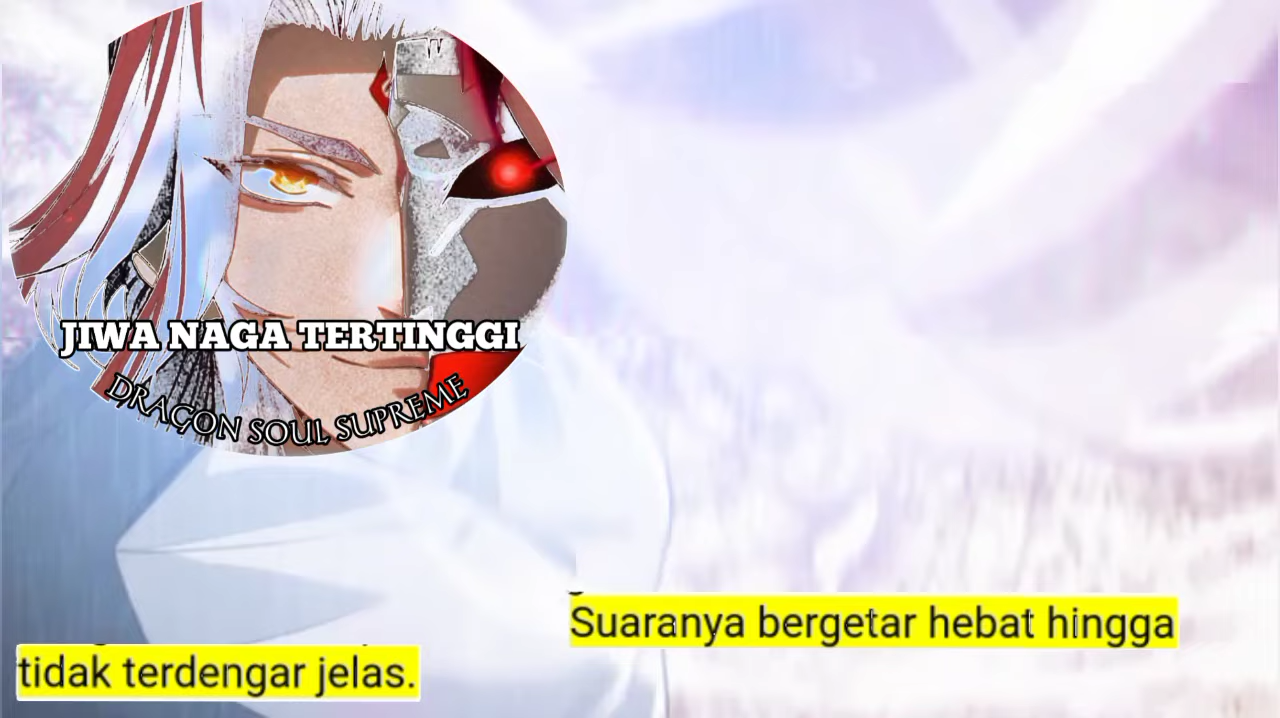 JIWA NAGA TERTINGGI
DRAGON SOUL SUPREME
Suaranya bergetar hebat hingga
tidak terdengar jelas.